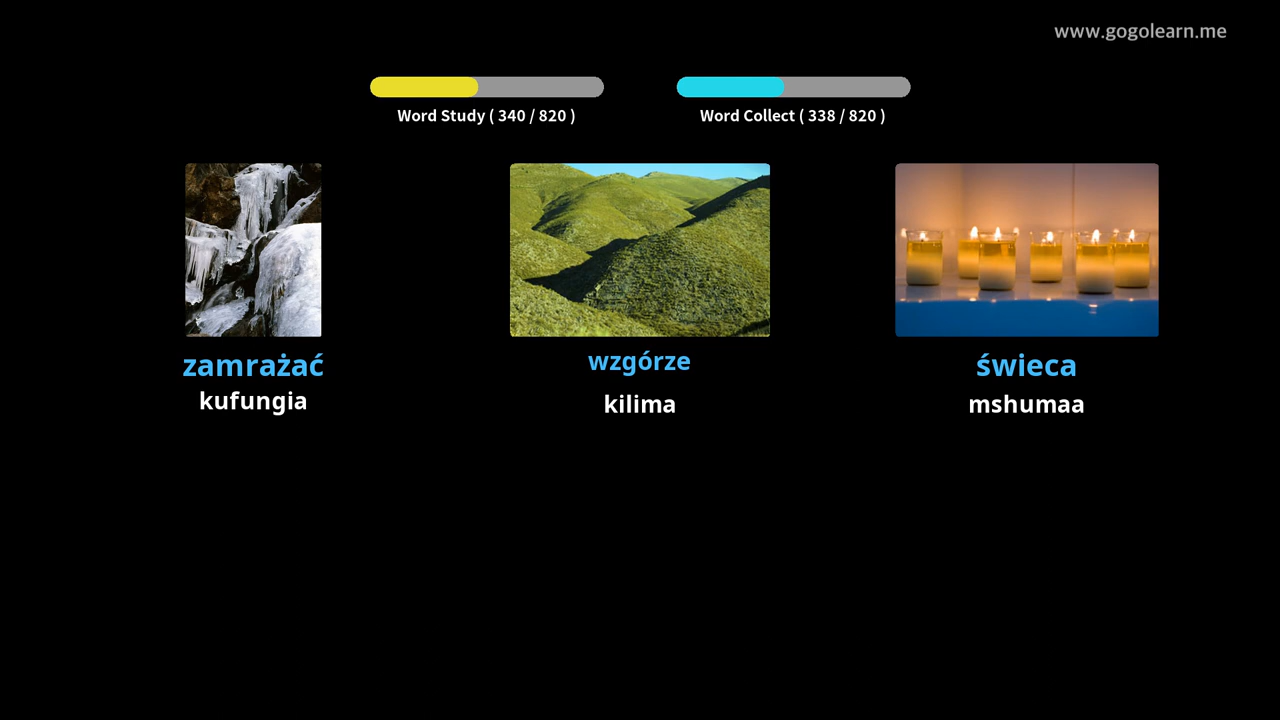 www.gogolearn.me
Word Study ( 340 / 820 )
Word Collect ( 338 / 820 )
zamrażać
kufungia
wzgórze
kilima
świeca
mshumaa